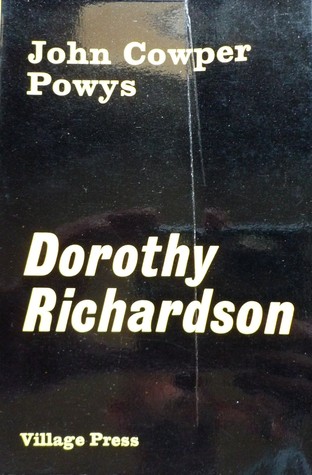 John Cowper
Powys
Dorothy
Richardson
Village Press